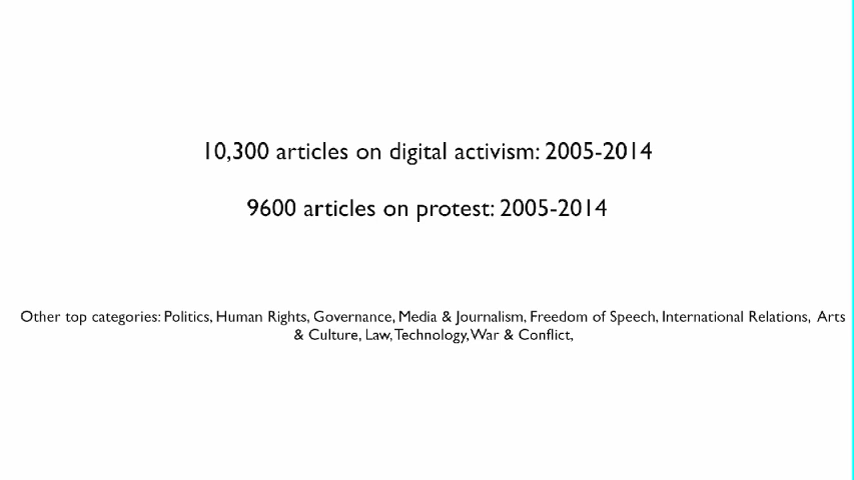 10,300 articles on digital activism: 2005-2014
9600 articles on protest: 2005-2014
Other top categories: Politics, Human Rights, Governance, Media & Journalism, Freedom of Speech, International Relations, Arts
& Culture, Law, Technology, War & Conflict,